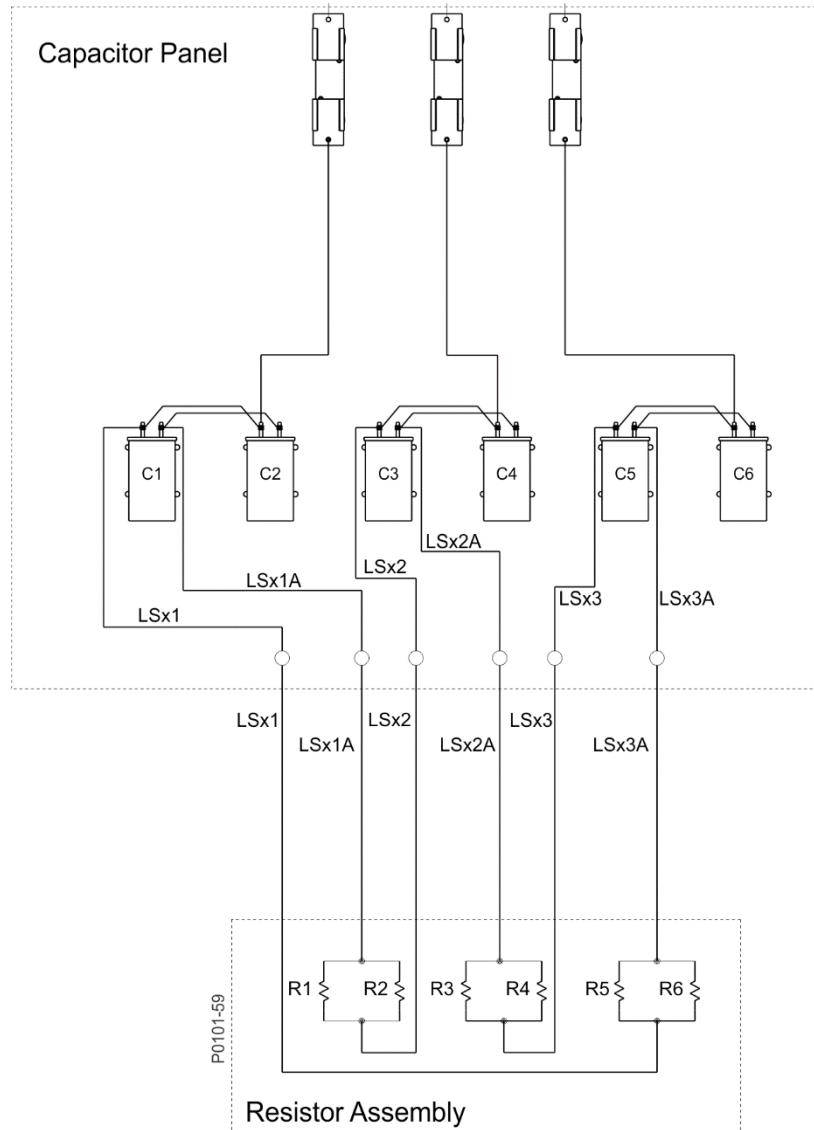 Capacitor Panel
C1
C2
C3
C4
C5
C6
LSx2A
LSx2
LSx1A
LSx3
LSx3A
LSx1
LSx1
LSx2
LSx3
LSx1A
LSx2A
LSx3A
R1
R2
R3
R4
R5
R6
P0101-59
Resistor Assembly